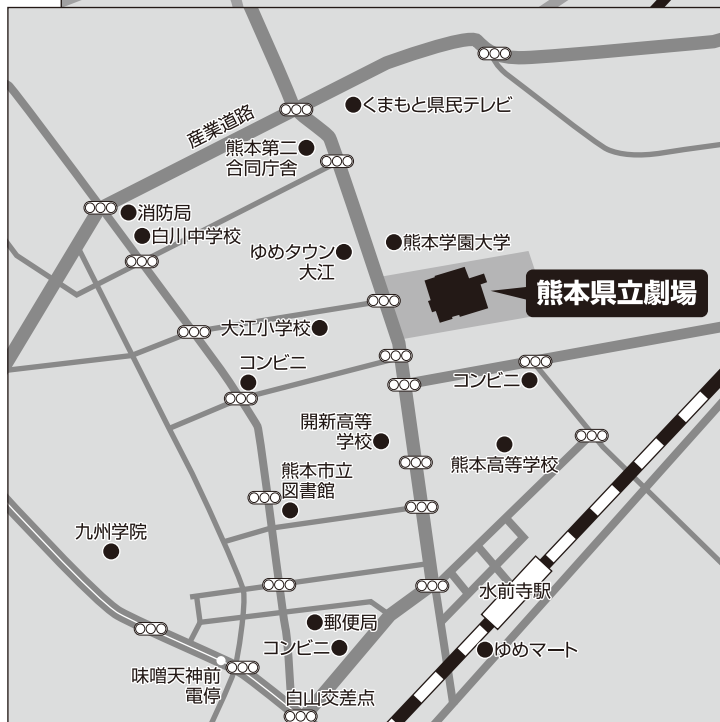 くまもと県民テレビ
産業道路
熊本第二
合同庁舎
消防局
白川中学校
熊本学園大学
ゆめタウン
大江
熊本県立劇場
大江小学校
コンビニ
コンビニ
開新高等
学校
熊本高等学校
熊本市立
図書館
九州学院
水前寺駅
郵便局
コンビニ
ゆめマート
味噌天神前
電停
白山交差点